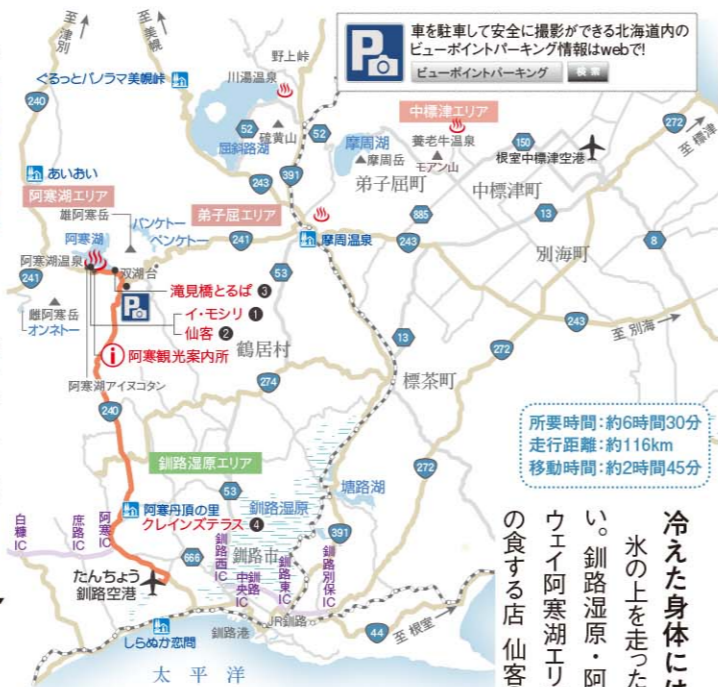 車を駐車して安全に撮影ができる北海道内の
ビューポイントパーキング情報はwebで!
ビューポイントパーキング 検索
至 津別
至 美幌
野上峠
川湯温泉
ぐるっとパノラマ美幌峠
240
52
硫黄山
52
屈斜路湖
391
243
摩周湖
摩周岳
中標津エリア
養老牛温泉
モアン山
150
根室中標津空港
272
至 標津
あいおい
阿寒湖エリア
雄阿寒岳
パンケトー
ペンケトー
弟子屈エリア
弟子屈町
中標津町
885
13
阿寒湖
241
摩周温泉
243
別海町
8
阿寒湖温泉
双湖台
241
53
滝見橋とるぱ ❸
雌阿寒岳
オンネトー
イ・モシリ ❶
仙客 ❷
鶴居村
阿寒観光案内所
阿寒湖アイヌコタン
13
272
243
至 別海
標茶町
274
240
所要時間:約6時間30分
走行距離:約116km
移動時間:約2時間45分
釧路湿原エリア
53
272
阿寒丹頂の里
クレインズテラス ❹
釧路湿原
塘路湖
391
白糠IC
庶路IC
阿寒IC
666
釧路西IC
釧路市
釧路中央IC
釧路東IC
釧路別保IC
たんちょう
釧路空港
釧路港
JR釧路
44
至 根室
しらぬか恋問
太平洋
冷えた身体には
氷の上を走った
い。釧路湿原・阿
ウェイ阿寒湖エリ
の食する店 仙客